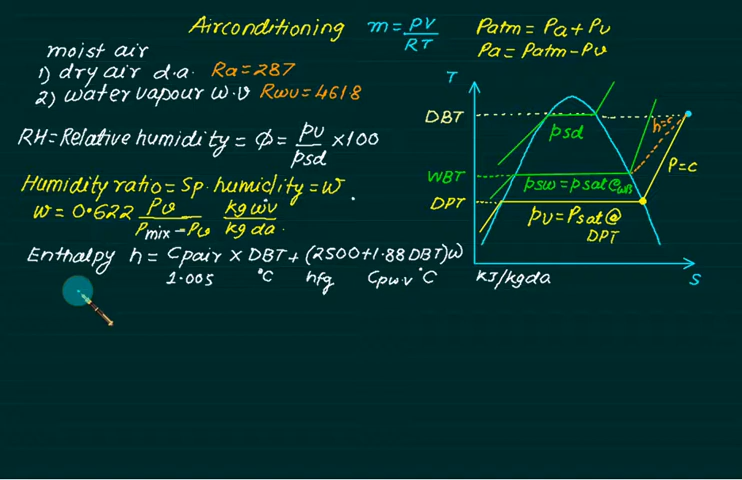 Airconditioning m = PV / RT
Patm = Pa + Pv
Pa = Patm - Pv
moist air
1) dry air d.a. Ra = 287
2) water vapour w.v Rwv = 4618
RH = Relative humidity = φ = pv / psd × 100
Humidity ratio = Sp. humidity = w
w = 0.622 Pv / Pmix - Pv kg wv / kg da
Enthalpy h = Cpair × DBT + (2500 + 1.88 DBT) w kJ/kgda
1.005 °C hfg Cpw.v °C
T
DBT
psd
h=c
P=c
WBT
psw = psat@WB
DPT
pv = Psat@
DPT
S